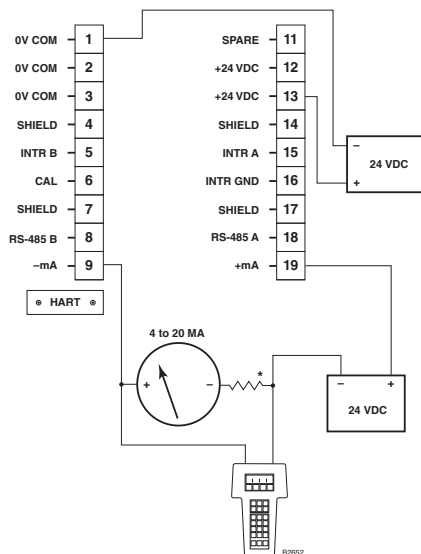 0V COM 1
0V COM 2
0V COM 3
SHIELD 4
INTR B 5
CAL 6
SHIELD 7
RS-485 B 8
–mA 9
HART
SPARE 11
+24 VDC 12
+24 VDC 13
SHIELD 14
INTR A 15
INTR GND 16
SHIELD 17
RS-485 A 18
+mA 19
–
24 VDC
+
4 to 20 MA
+ –
*
– +
24 VDC
B2652